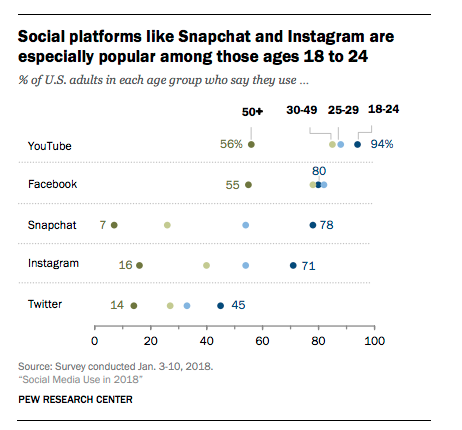 Social platforms like Snapchat and Instagram are
especially popular among those ages 18 to 24
% of U.S. adults in each age group who say they use ...
50+ 30-49 25-29 18-24
YouTube 56% 94%
Facebook 55 80
Snapchat 7 78
Instagram 16 71
Twitter 14 45
0 20 40 60 80 100
Source: Survey conducted Jan. 3-10, 2018.
“Social Media Use in 2018”
PEW RESEARCH CENTER